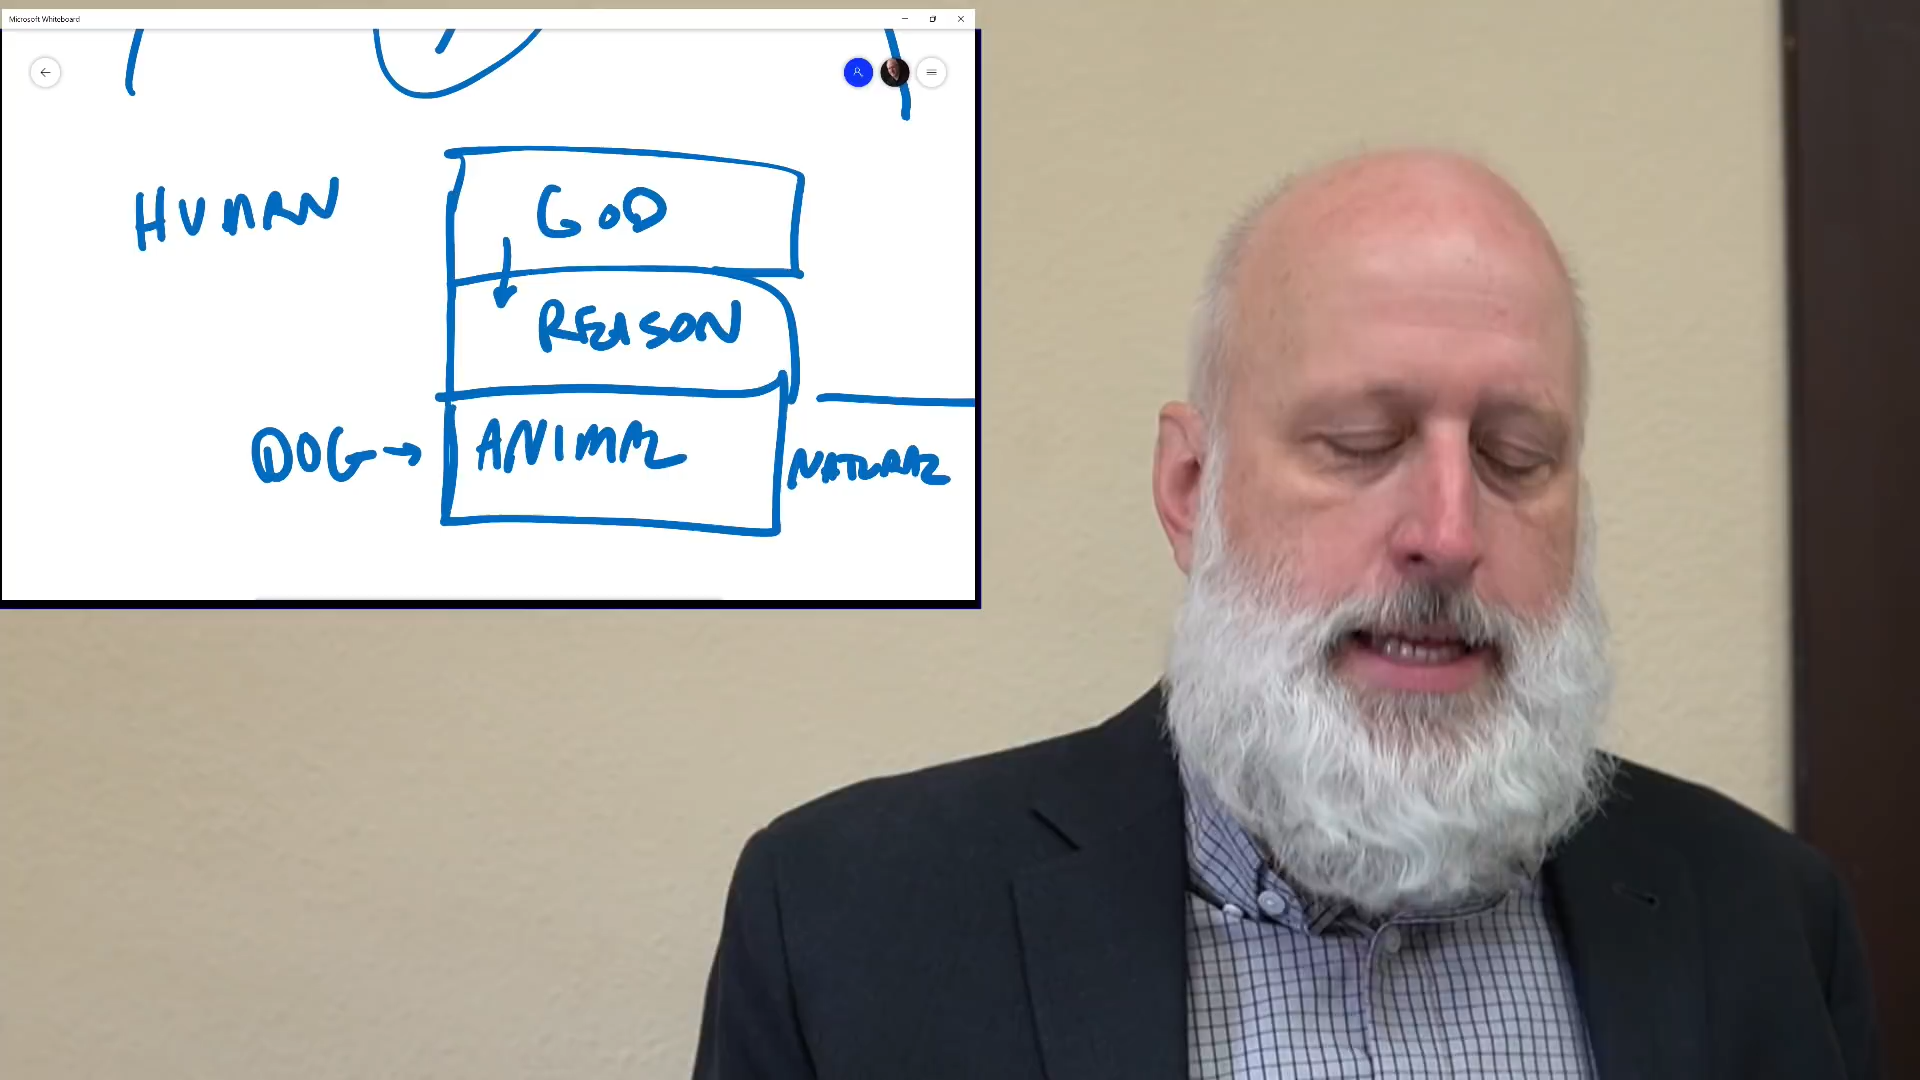 Microsoft Whiteboard
HUMAN
GOD
REASON
DOG → ANIMAL
NATURAL